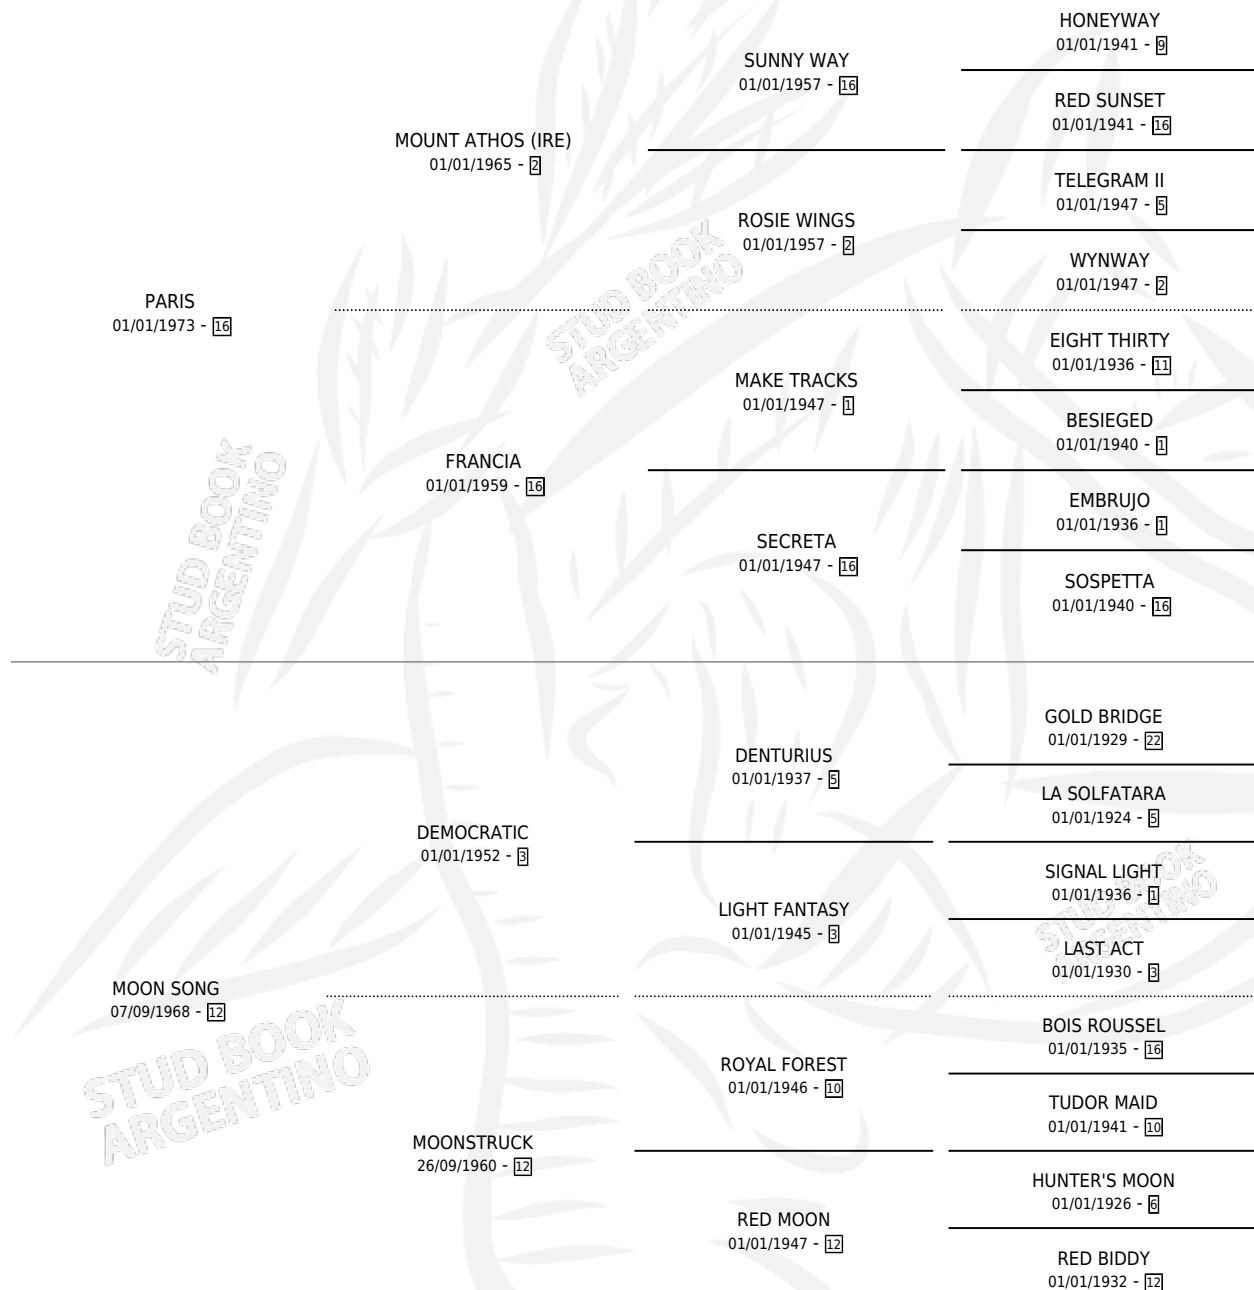 HONEYWAY
01/01/1941 - 9
SUNNY WAY
01/01/1957 - 16
RED SUNSET
01/01/1941 - 16
MOUNT ATHOS (IRE)
01/01/1965 - 2
TELEGRAM II
01/01/1947 - 5
ROSIE WINGS
01/01/1957 - 2
WYNWAY
01/01/1947 - 2
PARIS
01/01/1973 - 16
EIGHT THIRTY
01/01/1936 - 11
MAKE TRACKS
01/01/1947 - 1
BESIEGED
01/01/1940 - 1
FRANCIA
01/01/1959 - 16
EMBRUJO
01/01/1936 - 1
SECRETA
01/01/1947 - 16
SOSPETTA
01/01/1940 - 16
GOLD BRIDGE
01/01/1929 - 22
DENTURIUS
01/01/1937 - 5
LA SOLFATARA
01/01/1924 - 5
DEMOCRATIC
01/01/1952 - 3
SIGNAL LIGHT
01/01/1936 - 1
LIGHT FANTASY
01/01/1945 - 3
LAST ACT
01/01/1930 - 3
MOON SONG
07/09/1968 - 12
BOIS ROUSSEL
01/01/1935 - 16
ROYAL FOREST
01/01/1946 - 10
TUDOR MAID
01/01/1941 - 10
MOONSTRUCK
26/09/1960 - 12
HUNTER'S MOON
01/01/1926 - 6
RED MOON
01/01/1947 - 12
RED BIDDY
01/01/1932 - 12
STUD BOOK
ARGENTINO
STUD BOOK
ARGENTINO
STUD BOOK
ARGENTINO
STUD BOOK
ARGENTINO